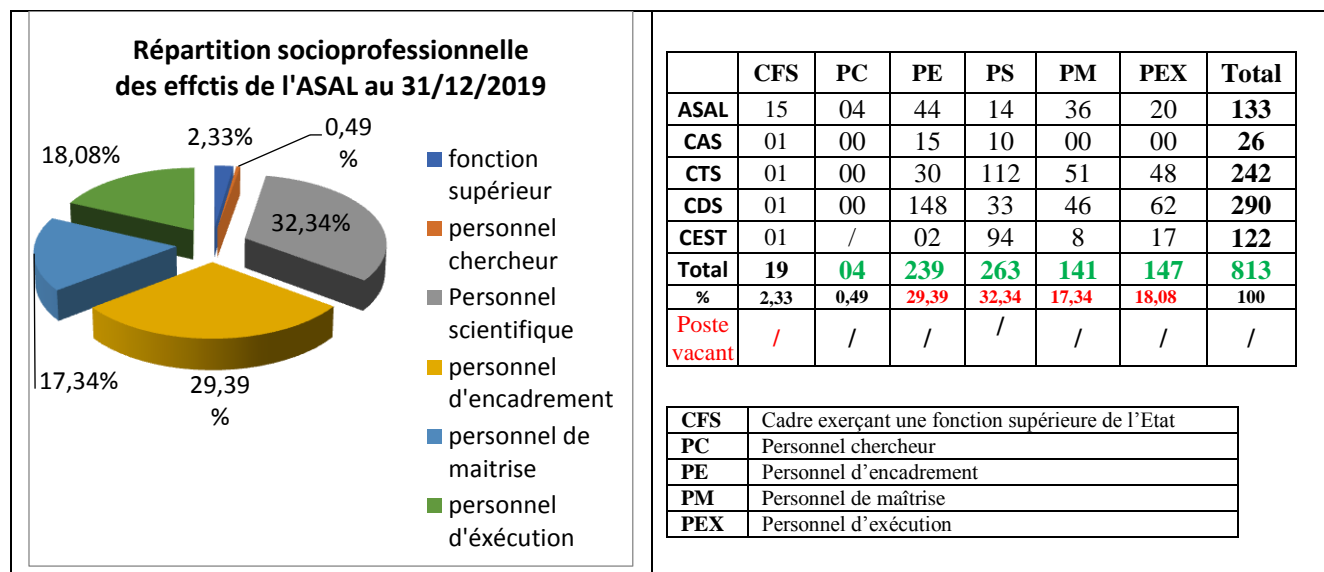 Répartition socioprofessionnelle
des effctis de l'ASAL au 31/12/2019
2,33%
0,49
%
18,08%
32,34%
17,34%
29,39
%
fonction
supérieur
personnel
chercheur
Personnel
scientifique
personnel
d'encadrement
personnel de
maitrise
personnel
d'éxécution
CFS PC PE PS PM PEX Total
ASAL 15 04 44 14 36 20 133
CAS 01 00 15 10 00 00 26
CTS 01 00 30 112 51 48 242
CDS 01 00 148 33 46 62 290
CEST 01 / 02 94 8 17 122
Total 19 04 239 263 141 147 813
% 2,33 0,49 29,39 32,34 17,34 18,08 100
Poste
vacant / / / / / / /
CFS Cadre exerçant une fonction supérieure de l’Etat
PC Personnel chercheur
PE Personnel d’encadrement
PM Personnel de maîtrise
PEX Personnel d’exécution